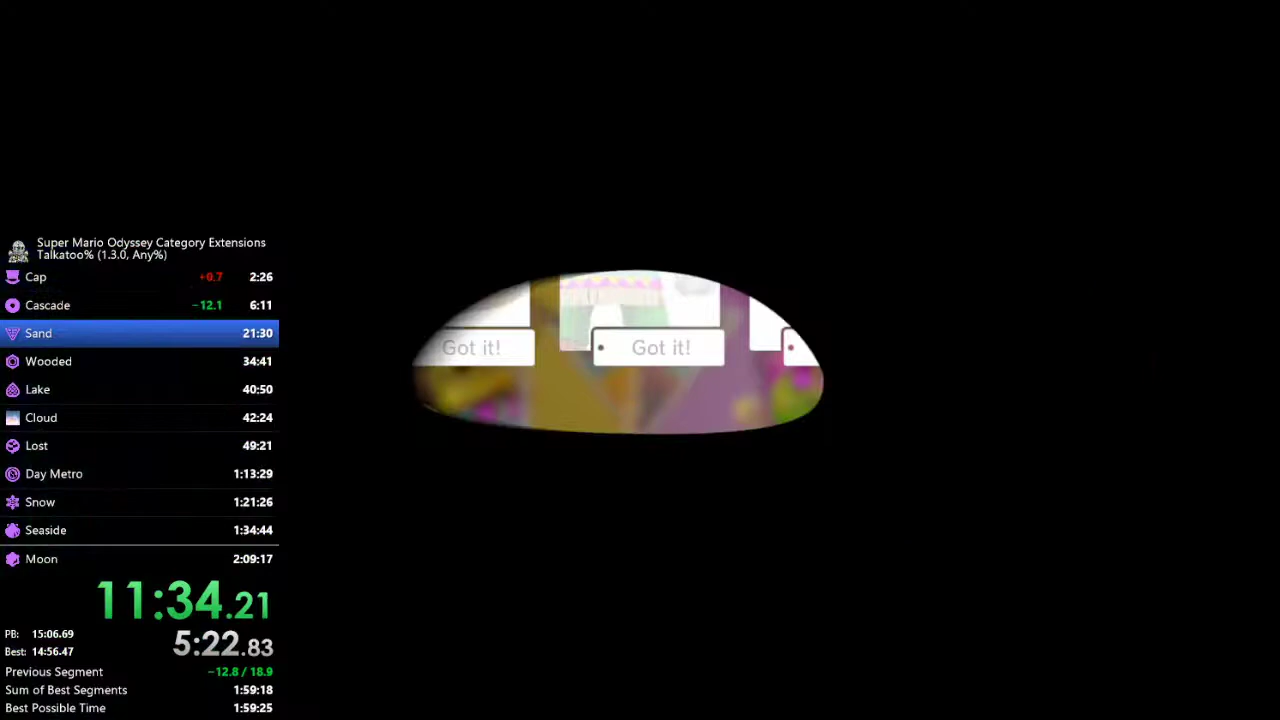 Super Mario Odyssey Category Extensions
Talkatoo% (1.3.0, Any%)
Cap +0.7 2:26
Cascade −12.1 6:11
Sand 21:30
Wooded 34:41
Lake 40:50
Cloud 42:24
Lost 49:21
Day Metro 1:13:29
Snow 1:21:26
Seaside 1:34:44
Moon 2:09:17
11:34.21
PB: 15:06.69
Best: 14:56.47
5:22.83
Previous Segment −12.8 / 18.9
Sum of Best Segments 1:59:18
Best Possible Time 1:59:25
Got it! Got it!